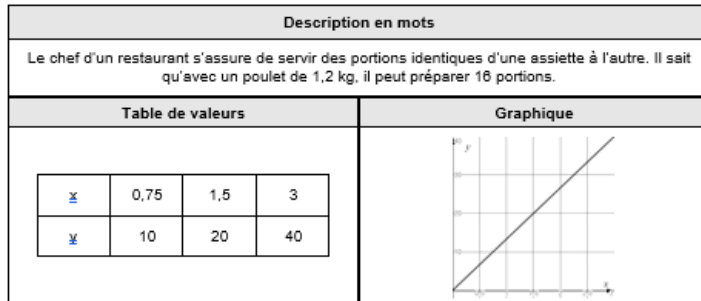 Description en mots
Le chef d'un restaurant s'assure de servir des portions identiques d'une assiette à l'autre. Il sait
qu'avec un poulet de 1,2 kg, il peut préparer 16 portions.
Table de valeurs
Graphique
x 0,75 1,5 3
y 10 20 40
y
x